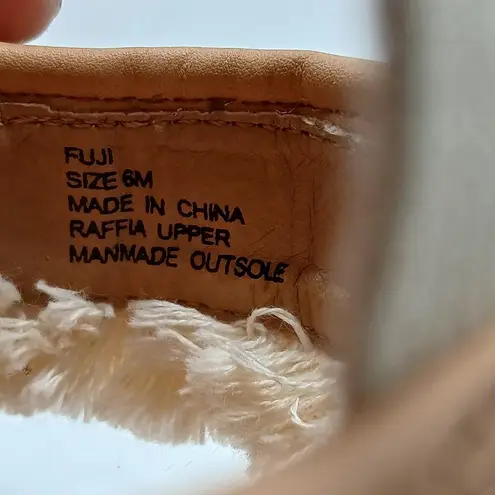 FUJI
SIZE 6M
MADE IN CHINA
RAFFIA UPPER
MANMADE OUTSOLE